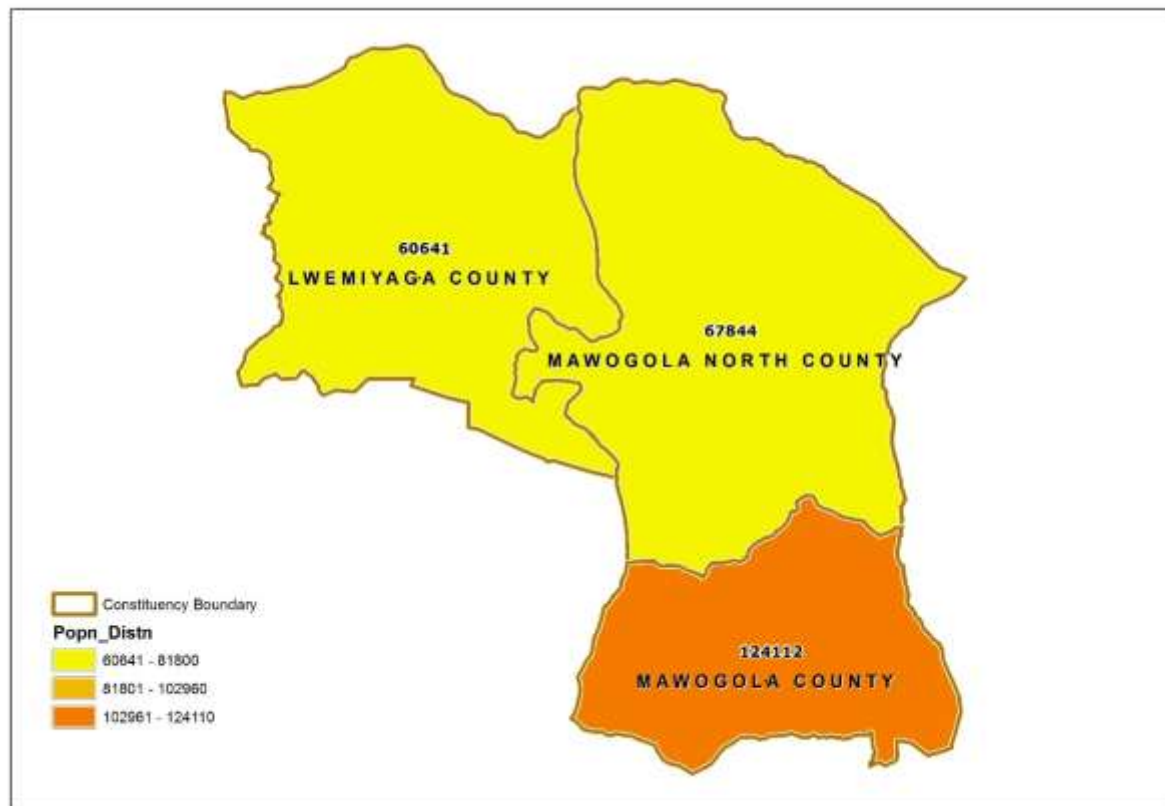 60641
LWEMIYAGA COUNTY
67844
MAWOGOLA NORTH COUNTY
124112
MAWOGOLA COUNTY
Constituency Boundary
Popn_Distn
60641 - 81800
81801 - 102960
102961 - 124110